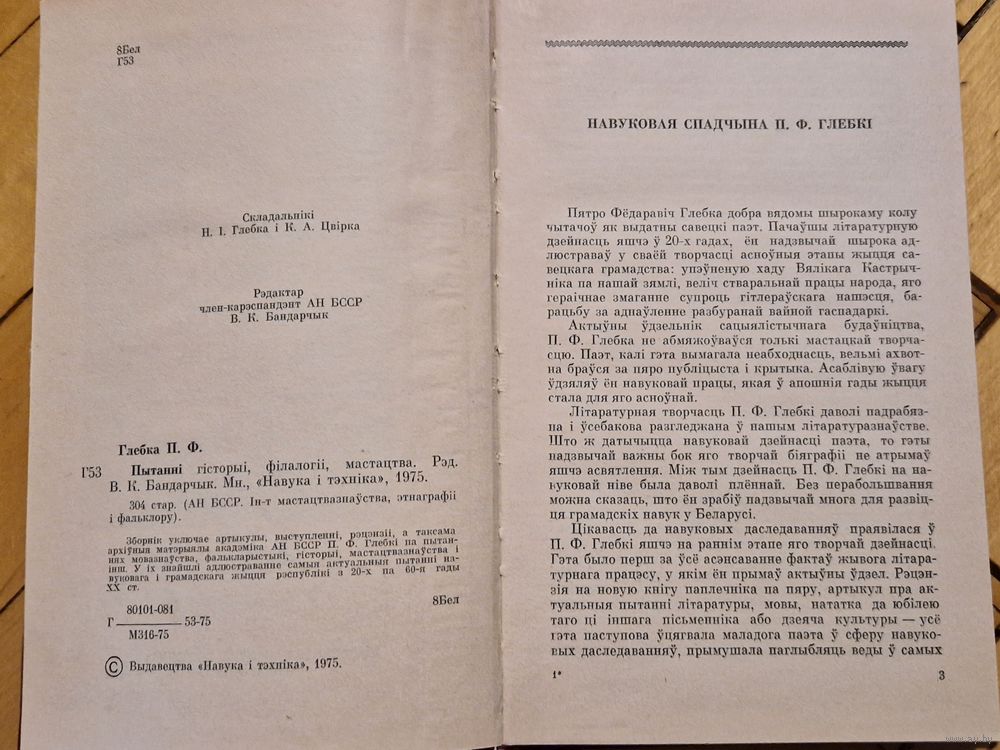 8Бел
Г53
Складальнікі
Н. І. Глебка і К. А. Цвірка
Рэдактар
член-карэспандэнт АН БССР
В. К. Бандарчык
Глебка П. Ф.
Г53 Пытанні гісторыі, філалогіі, мастацтва. Рэд.
В. К. Бандарчык. Мн., «Навука і тэхніка», 1975.
304 стар. (АН БССР. Ін-т мастацтвазнаўства, этнаграфіі
і фальклору).
Зборнік уключае артыкулы, выступленні, рэцэнзіі, а таксама
архіўныя матэрыялы акадэміка АН БССР П. Ф. Глебкі па пытан-
нях мовазнаўства, фалькларыстыкі, гісторыі, мастацтвазнаўства і
інш. У іх знайшлі адлюстраванне самыя актуальныя пытанні на-
вуковага і грамадскага жыцця рэспублікі з 20-х па 60-я гады
XX ст.
8Бел
80101-081
Г 53-75
М316-75
© Выдавецтва «Навука і тэхніка», 1975.
НАВУКОВАЯ СПАДЧЫНА П. Ф. ГЛЕБКІ
Пятро Фёдаравіч Глебка добра вядомы шырокаму колу
чытачоў як выдатны савецкі паэт. Пачаўшы літаратурную
дзейнасць яшчэ ў 20-х гадах, ён надзвычай шырока ад-
люстраваў у сваёй творчасці асноўныя этапы жыцця са-
вецкага грамадства: упэўненую хаду Вялікага Кастрыч-
ніка па нашай зямлі, веліч стваральнай працы народа, яго
гераічнае змаганне супроць гітлераўскага нашэсця, ба-
рацьбу за аднаўленне разбуранай вайной гаспадаркі.
Актыўны ўдзельнік сацыялістычнага будаўніцтва,
П. Ф. Глебка не абмяжоўваўся толькі мастацкай творча-
сцю. Паэт, калі гэта вымагала неабходнасць, вельмі ахвот-
на браўся за пяро публіцыста і крытыка. Асаблівую ўвагу
ўдзяляў ён навуковай працы, якая ў апошнія гады жыцця
стала для яго асноўнай.
Літаратурная творчасць П. Ф. Глебкі даволі падрабяз-
на і ўсебакова разгледжана ў нашым літаратуразнаўстве.
Што ж датычыцца навуковай дзейнасці паэта, то гэты
надзвычай важны бок яго творчай біяграфіі не атрымаў
яшчэ асвятлення. Між тым дзейнасць П. Ф. Глебкі на на-
вуковай ніве была даволі плённай. Без перабольшвання
можна сказаць, што ён зрабіў надзвычай многа для развіц-
ця грамадскіх навук у Беларусі.
Цікавасць да навуковых даследаванняў праявілася ў
П. Ф. Глебкі яшчэ на раннім этапе яго творчай дзейнасці.
Гэта было перш за ўсё асэнсаванне фактаў жывога літара-
турнага працэсу, у якім ён прымаў актыўны ўдзел. Рэцэн-
зія на новую кнігу паплечніка па пяру, артыкул пра ак-
туальныя пытанні літаратуры, мовы, нататка да юбілею
таго ці іншага пісьменніка або дзеяча культуры — усё
гэта паступова ўцягвала маладога паэта ў сферу навуко-
вых даследаванняў, прымушала паглыбляць веды ў самых
1* 3
www.ay.by